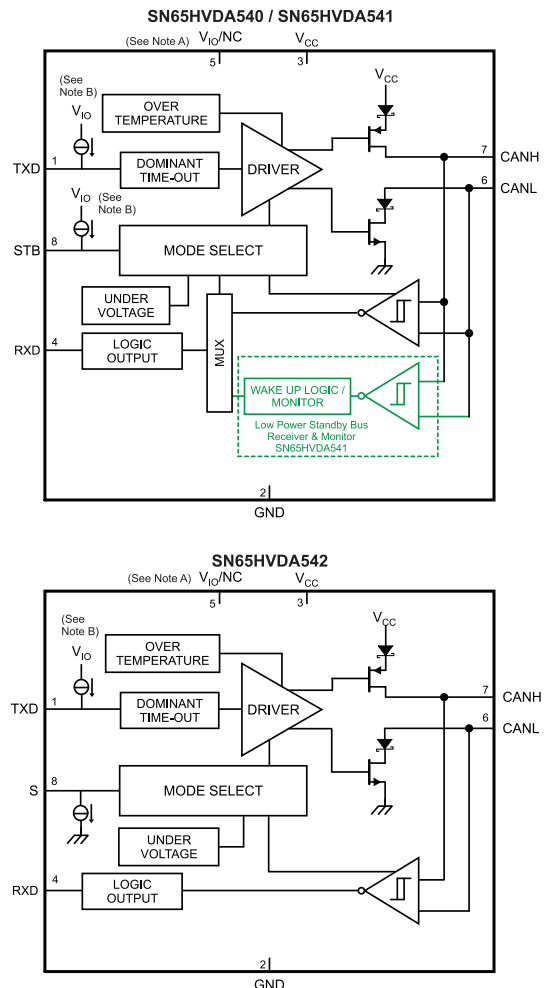 SN65HVDA540 / SN65HVDA541
(See Note A) VIO/NC VCC
5 3
(See
Note B)
VIO
VCC
OVER
TEMPERATURE
TXD 1
DOMINANT
TIME-OUT
DRIVER
7 CANH
6 CANL
VIO (See
Note B)
STB 8
MODE SELECT
UNDER
VOLTAGE
RXD 4
LOGIC
OUTPUT
MUX
WAKE UP LOGIC /
MONITOR
Low Power Standby Bus
Receiver & Monitor
SN65HVDA541
2
GND
SN65HVDA542
(See Note A) VIO/NC VCC
5 3
(See
Note B)
VIO
VCC
OVER
TEMPERATURE
TXD 1
DOMINANT
TIME-OUT
DRIVER
7 CANH
6 CANL
S 8
MODE SELECT
UNDER
VOLTAGE
RXD 4
LOGIC
OUTPUT
2
GND